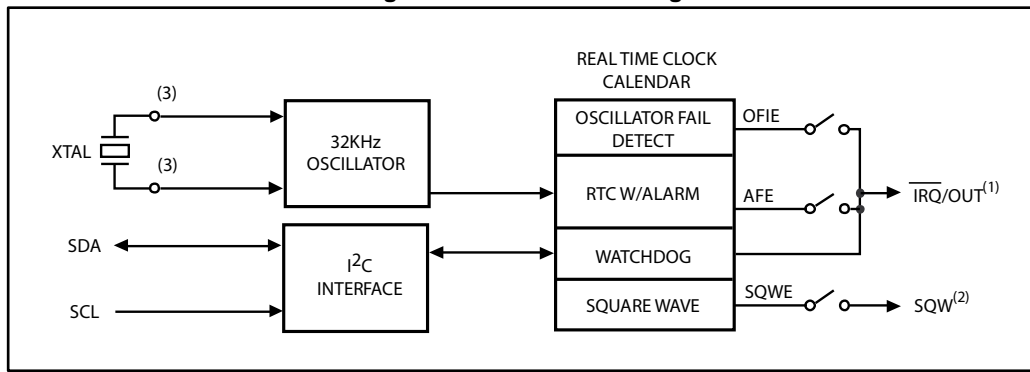 REAL TIME CLOCK
CALENDAR
(3)
XTAL
(3)
32KHz
OSCILLATOR
OSCILLATOR FAIL
DETECT
OFIE
RTC W/ALARM
AFE
IRQ/OUT(1)
SDA
SCL
I2C
INTERFACE
WATCHDOG
SQUARE WAVE
SQWE
SQW(2)